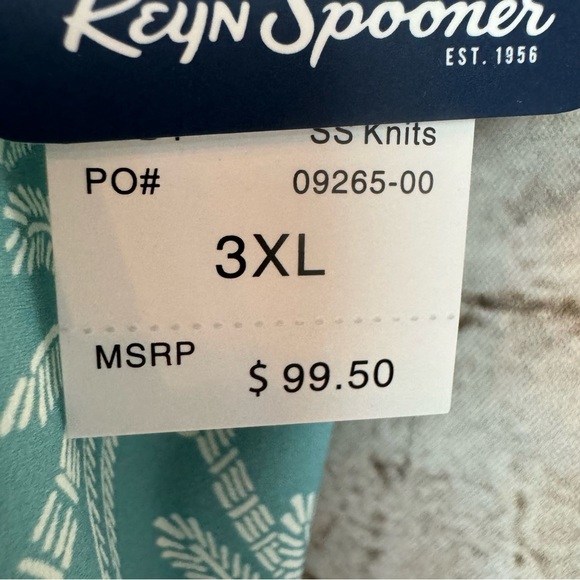 Reyn Spooner
EST. 1956
SS Knits
PO# 09265-00
3XL
MSRP $ 99.50